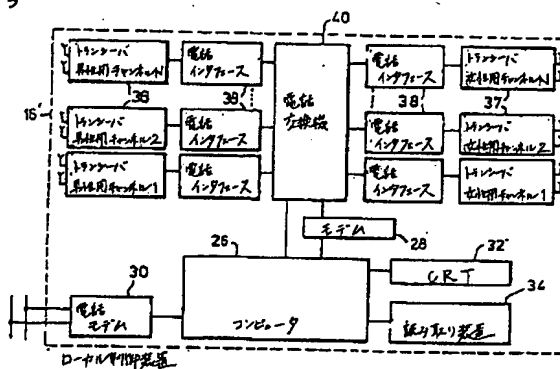 40
トランシーバ
男性用チャンネルN
電話
インタフェース
電話
インタフェース
トランシーバ
女性用チャンネルN
36
38
38
37
15'
トランシーバ
男性用チャンネル2
電話
インタフェース
電話
交換機
電話
インタフェース
トランシーバ
女性用チャンネル2
トランシーバ
男性用チャンネル1
電話
インタフェース
電話
インタフェース
トランシーバ
女性用チャンネル1
モデム
28
26
32'
CRT
30
34
電話
モデム
コンピュータ
読み取り装置
ローカル制御装置